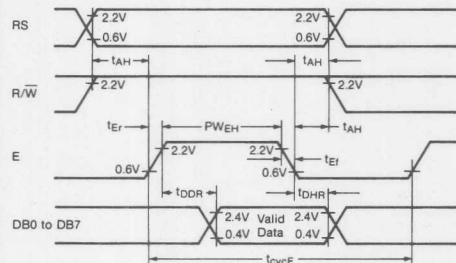 RS
2.2V
0.6V
2.2V
0.6V
tAH
tAH
R/W̅
2.2V
2.2V
tEr
PWEH
tAH
E
2.2V
2.2V
tEf
0.6V
0.6V
tDDR
tDHR
DB0 to DB7
2.4V
0.4V
Valid
Data
2.4V
0.4V
tcycE